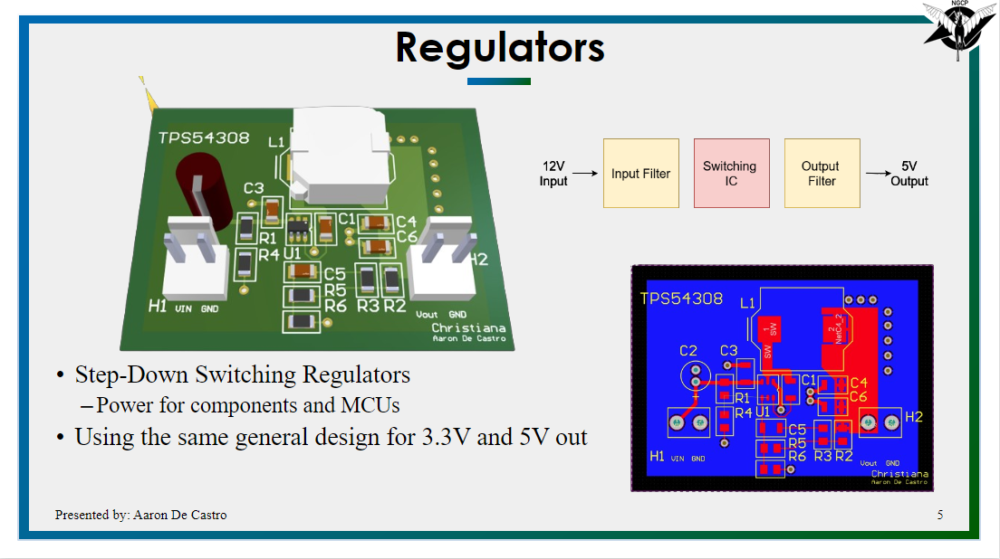 NGCP
Regulators
TPS54308
L1
C3
C1
C4
C6
R1
R4
U1
H2
C5
R5
R6
R3
R2
H1
VIN
GND
Vout
GND
Christiana
Aaron De Castro
12V
Input
Input Filter
Switching
IC
Output
Filter
5V
Output
TPS54308
L1
1
SW
SW
2
NetC4_2
C2
C3
C1
C4
C6
+
R1
R4
U1
H2
C5
R5
R6
R3
R2
H1
VIN
GND
Vout
GND
Christiana
Aaron De Castro
• Step-Down Switching Regulators
–Power for components and MCUs
• Using the same general design for 3.3V and 5V out
Presented by: Aaron De Castro
5